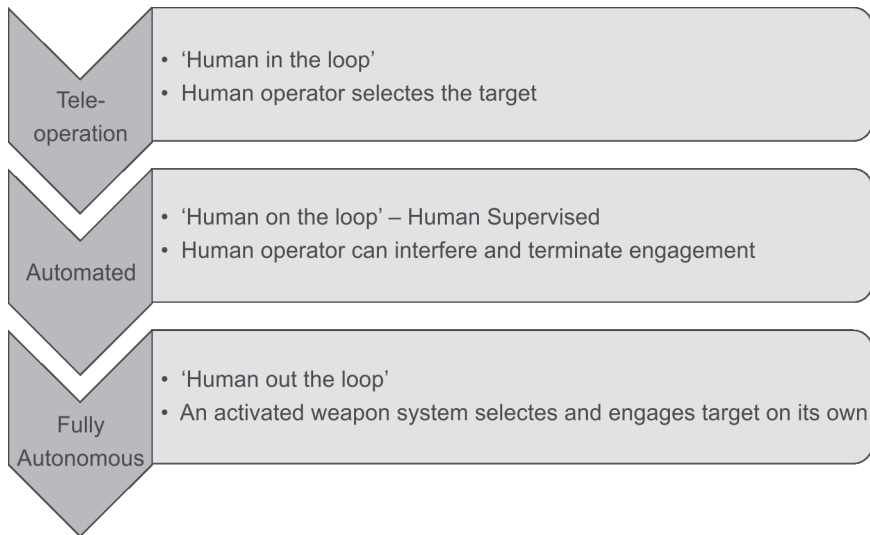 Tele-
operation
• ‘Human in the loop’
• Human operator selectes the target
Automated
• ‘Human on the loop’ – Human Supervised
• Human operator can interfere and terminate engagement
Fully
Autonomous
• ‘Human out the loop’
• An activated weapon system selectes and engages target on its own